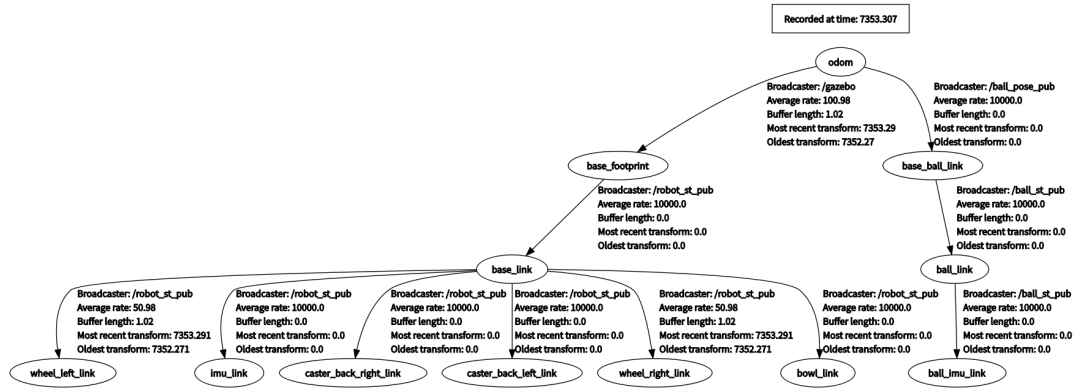 Recorded at time: 7353.307
odom
Broadcaster: /gazebo
Average rate: 100.98
Buffer length: 1.02
Most recent transform: 7353.29
Oldest transform: 7352.27
Broadcaster: /ball_pose_pub
Average rate: 10000.0
Buffer length: 0.0
Most recent transform: 0.0
Oldest transform: 0.0
base_footprint
base_ball_link
Broadcaster: /robot_st_pub
Average rate: 10000.0
Buffer length: 0.0
Most recent transform: 0.0
Oldest transform: 0.0
Broadcaster: /ball_st_pub
Average rate: 10000.0
Buffer length: 0.0
Most recent transform: 0.0
Oldest transform: 0.0
base_link
ball_link
Broadcaster: /robot_st_pub
Average rate: 50.98
Buffer length: 1.02
Most recent transform: 7353.291
Oldest transform: 7352.271
Broadcaster: /robot_st_pub
Average rate: 10000.0
Buffer length: 0.0
Most recent transform: 0.0
Oldest transform: 0.0
Broadcaster: /robot_st_pub
Average rate: 10000.0
Buffer length: 0.0
Most recent transform: 0.0
Oldest transform: 0.0
Broadcaster: /robot_st_pub
Average rate: 10000.0
Buffer length: 0.0
Most recent transform: 0.0
Oldest transform: 0.0
Broadcaster: /robot_st_pub
Average rate: 50.98
Buffer length: 1.02
Most recent transform: 7353.291
Oldest transform: 7352.271
Broadcaster: /robot_st_pub
Average rate: 10000.0
Buffer length: 0.0
Most recent transform: 0.0
Oldest transform: 0.0
Broadcaster: /ball_st_pub
Average rate: 10000.0
Buffer length: 0.0
Most recent transform: 0.0
Oldest transform: 0.0
wheel_left_link
imu_link
caster_back_right_link
caster_back_left_link
wheel_right_link
bowl_link
ball_imu_link